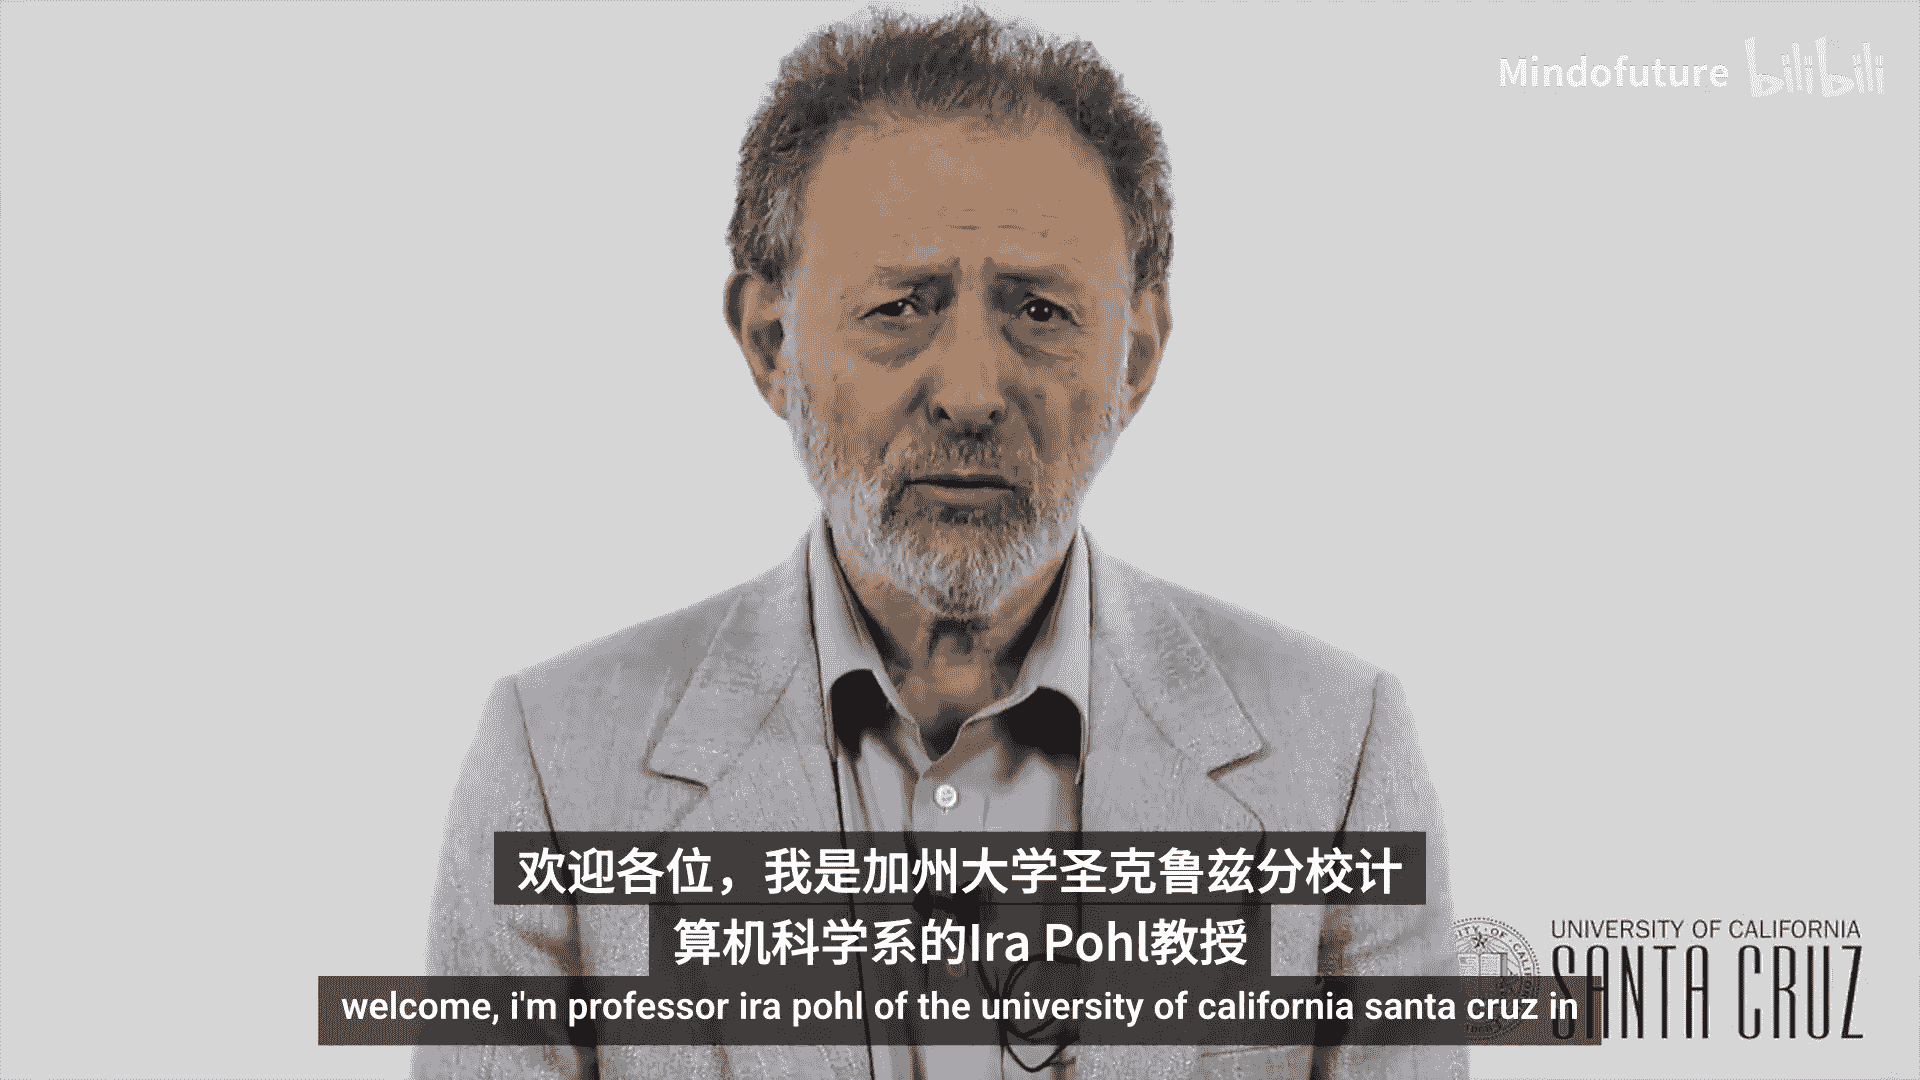 Mindofuture bilibili
欢迎各位，我是加州大学圣克鲁兹分校计
算机科学系的Ira Pohl教授
welcome, i'm professor ira pohl of the university of california santa cruz in
UNIVERSITY OF CALIFORNIA
SANTA CRUZ